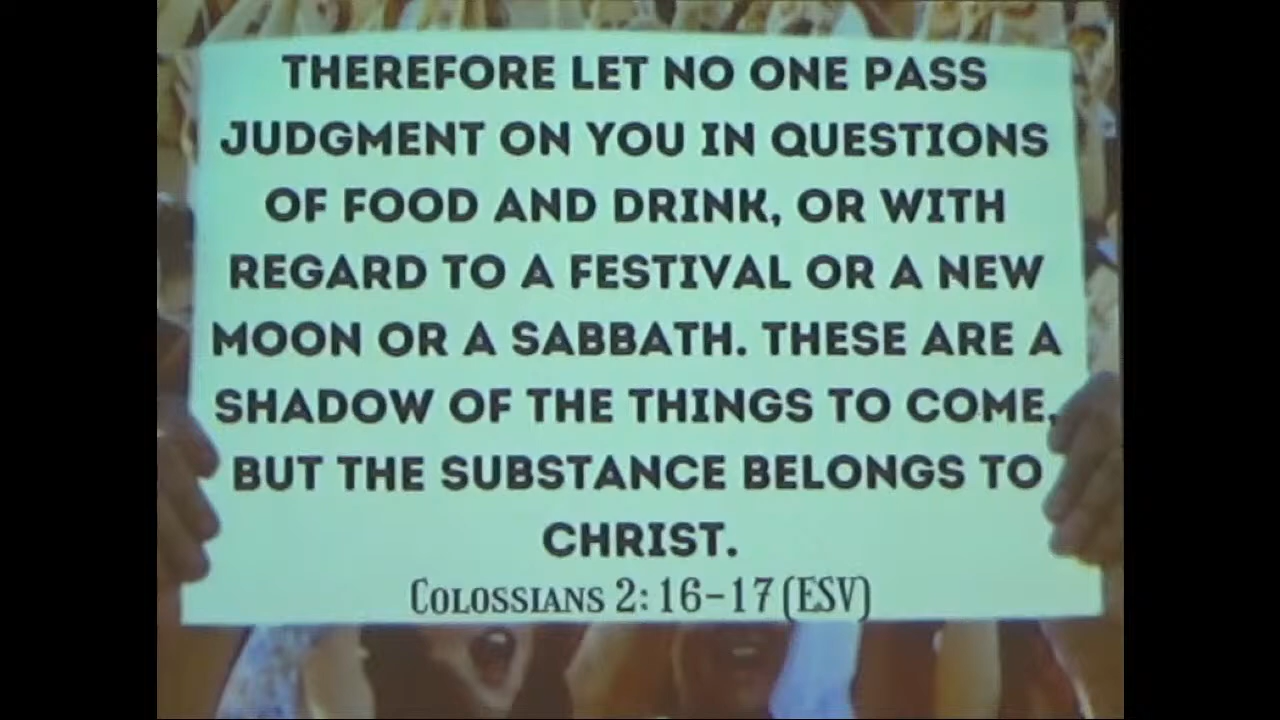 THEREFORE LET NO ONE PASS
JUDGMENT ON YOU IN QUESTIONS
OF FOOD AND DRINK, OR WITH
REGARD TO A FESTIVAL OR A NEW
MOON OR A SABBATH. THESE ARE A
SHADOW OF THE THINGS TO COME,
BUT THE SUBSTANCE BELONGS TO
CHRIST.
COLOSSIANS 2:16-17 (ESV)